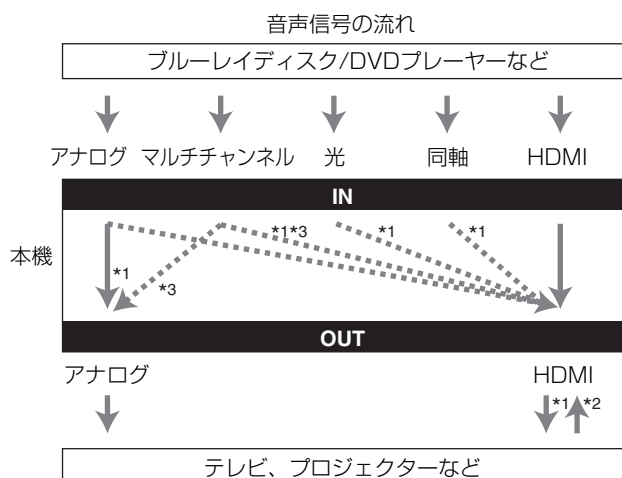 音声信号の流れ
ブルーレイディスク/DVDプレーヤーなど
アナログ マルチチャンネル 光 同軸 HDMI
IN
*1*3 *1 *1
本機
*1
*3
OUT
アナログ HDMI
*1 *2
テレビ、プロジェクターなど